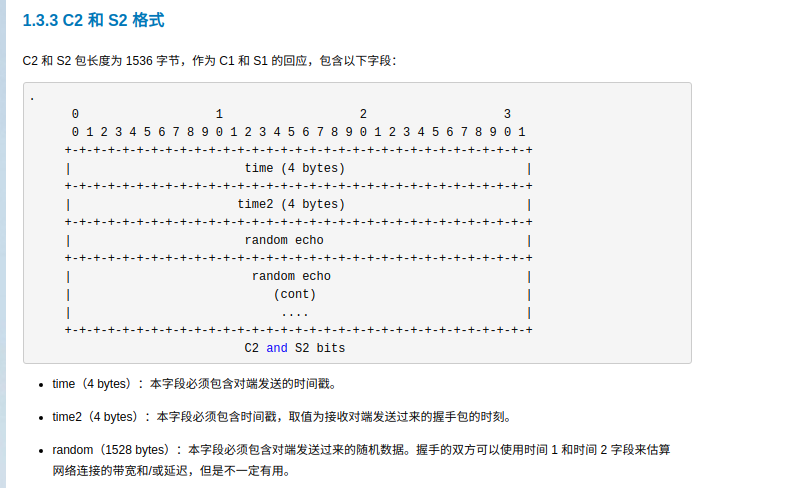 1.3.3 C2 和 S2 格式
C2 和 S2 包长度为 1536 字节，作为 C1 和 S1 的回应，包含以下字段：
.
0                   1                   2                   3
0 1 2 3 4 5 6 7 8 9 0 1 2 3 4 5 6 7 8 9 0 1 2 3 4 5 6 7 8 9 0 1
+-+-+-+-+-+-+-+-+-+-+-+-+-+-+-+-+-+-+-+-+-+-+-+-+-+-+-+-+-+-+-+-+
|                        time (4 bytes)                         |
+-+-+-+-+-+-+-+-+-+-+-+-+-+-+-+-+-+-+-+-+-+-+-+-+-+-+-+-+-+-+-+-+
|                       time2 (4 bytes)                         |
+-+-+-+-+-+-+-+-+-+-+-+-+-+-+-+-+-+-+-+-+-+-+-+-+-+-+-+-+-+-+-+-+
|                        random echo                            |
+-+-+-+-+-+-+-+-+-+-+-+-+-+-+-+-+-+-+-+-+-+-+-+-+-+-+-+-+-+-+-+-+
|                         random echo                           |
|                            (cont)                             |
|                             ....                              |
+-+-+-+-+-+-+-+-+-+-+-+-+-+-+-+-+-+-+-+-+-+-+-+-+-+-+-+-+-+-+-+-+
C2 and S2 bits
• time（4 bytes）：本字段必须包含对端发送的时间戳。
• time2（4 bytes）：本字段必须包含时间戳，取值为接收对端发送过来的握手包的时刻。
• random（1528 bytes）：本字段必须包含对端发送过来的随机数据。握手的双方可以使用时间 1 和时间 2 字段来估算
网络连接的带宽和/或延迟，但是不一定有用。